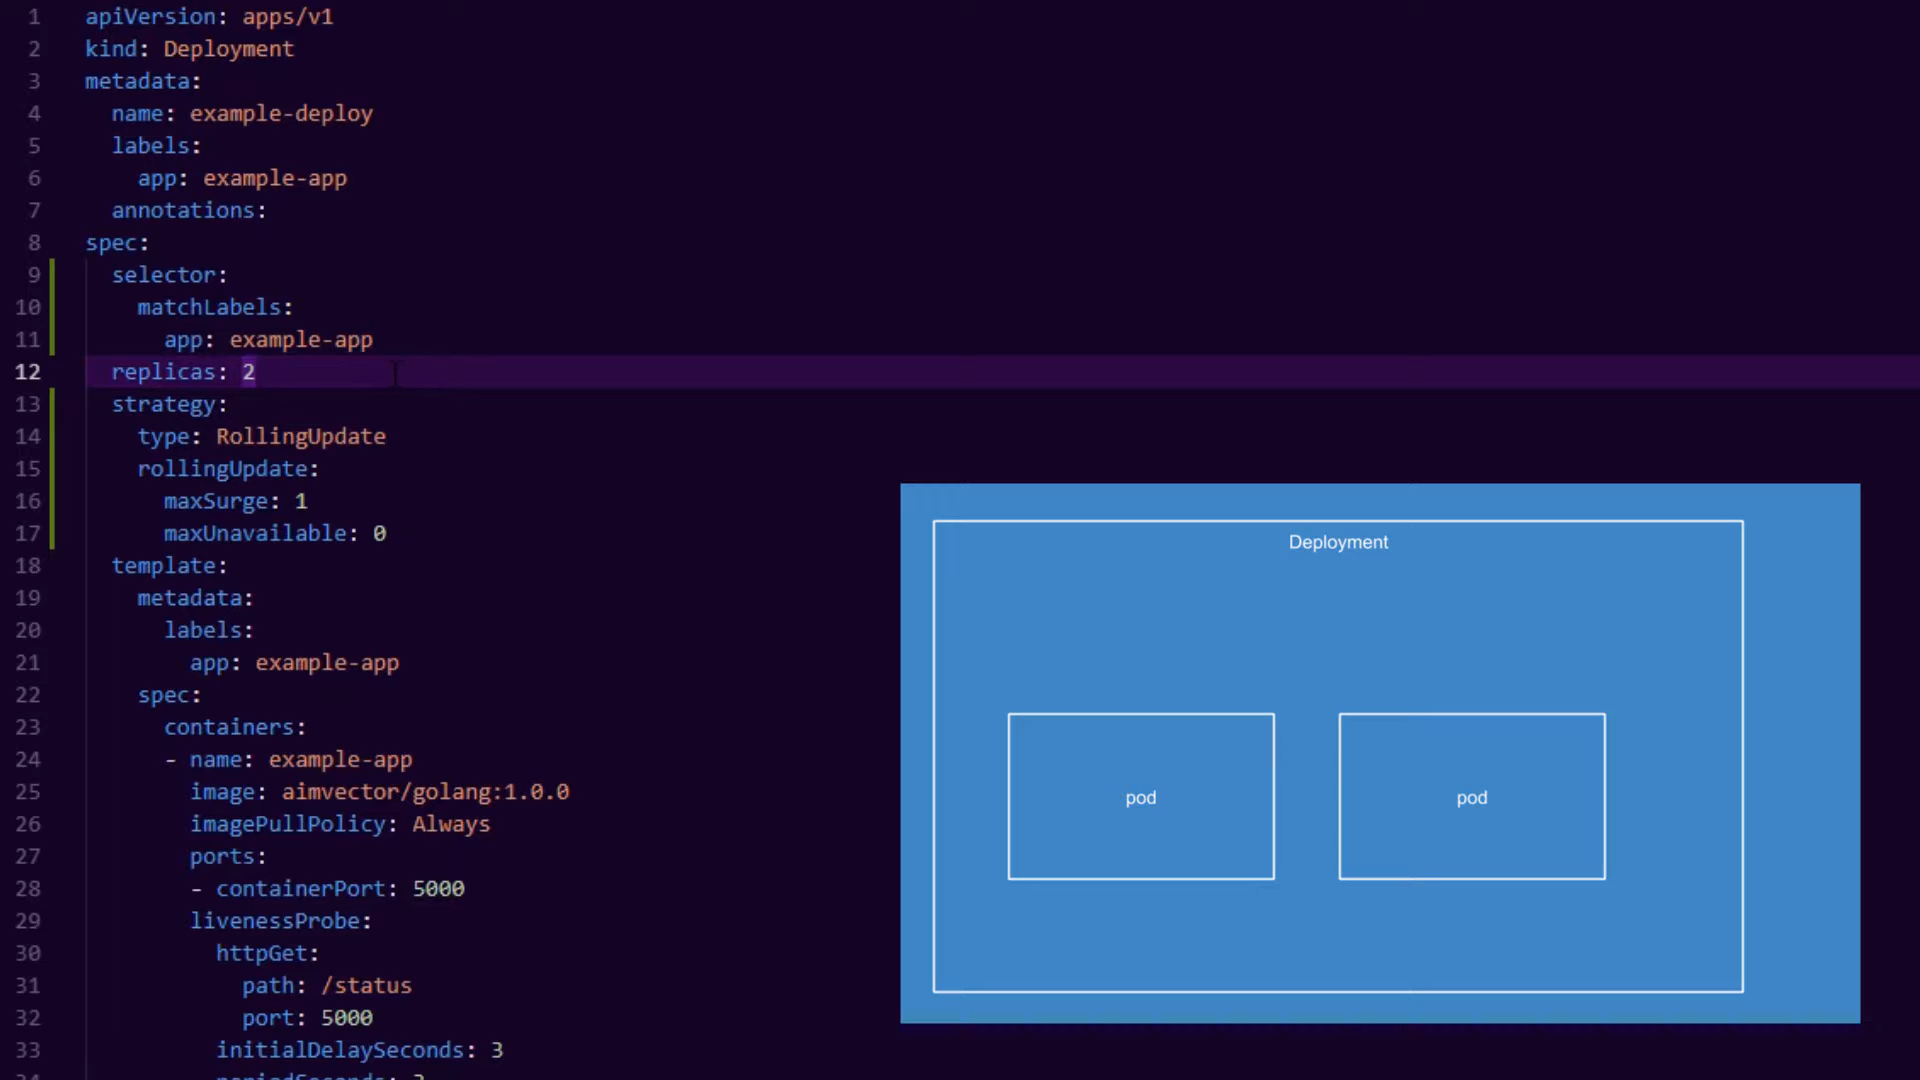 1 apiVersion: apps/v1
2 kind: Deployment
3 metadata:
4 name: example-deploy
5 labels:
6 app: example-app
7 annotations:
8 spec:
9 selector:
10 matchLabels:
11 app: example-app
12 replicas: 2
13 strategy:
14 type: RollingUpdate
15 rollingUpdate:
16 maxSurge: 1
17 maxUnavailable: 0
18 template:
19 metadata:
20 labels:
21 app: example-app
22 spec:
23 containers:
24 - name: example-app
25 image: aimvector/golang:1.0.0
26 imagePullPolicy: Always
27 ports:
28 - containerPort: 5000
29 livenessProbe:
30 httpGet:
31 path: /status
32 port: 5000
33 initialDelaySeconds: 3
34 periodSeconds: 3
Deployment
pod
pod